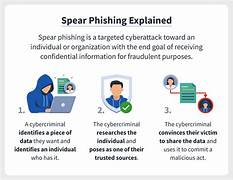 Spear Phishing Explained
Spear phishing is a targeted cyberattack toward an
individual or organization with the end goal of receiving
confidential information for fraudulent purposes.
1.
A cybercriminal
identifies a piece of
data they want and
identifies an individual
who has it.
2.
A cybercriminal
researches the
individual and
poses as one of their
trusted sources.
3.
The cybercriminal
convinces their victim
to share the data and
uses it to commit a
malicious act.